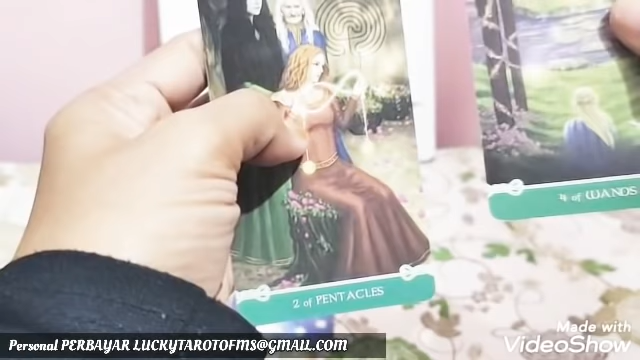 2 of PENTACLES
4 of WANDS
Made with
VideoShow
Personal PERBAYAR LUCKYTAROTOFMS@GMAIL.COM